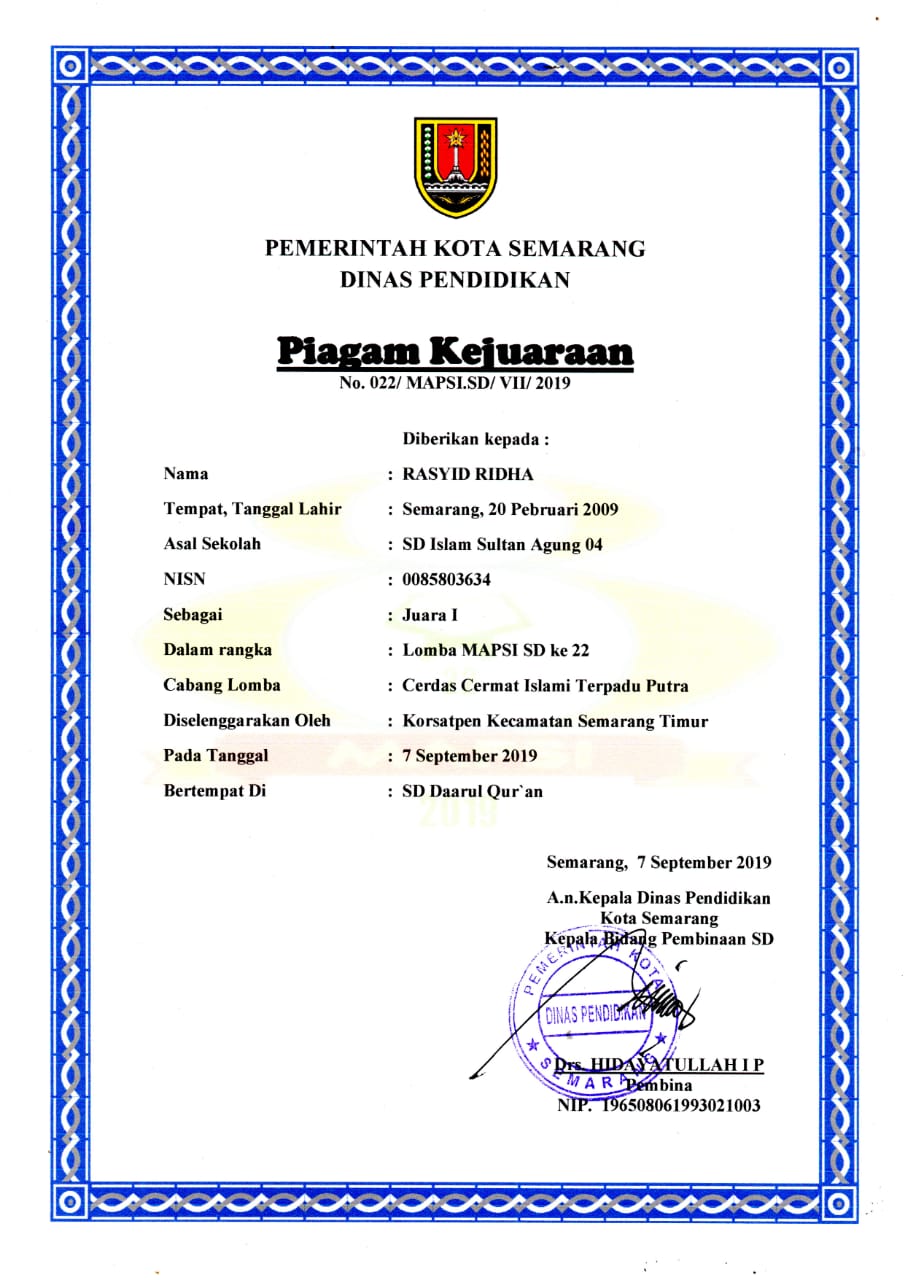 PEMERINTAH KOTA SEMARANG
DINAS PENDIDIKAN
Piagam Kejuaraan
No. 022/ MAPSI.SD/ VII/ 2019
Diberikan kepada :
Nama : RASYID RIDHA
Tempat, Tanggal Lahir : Semarang, 20 Pebruari 2009
Asal Sekolah : SD Islam Sultan Agung 04
NISN : 0085803634
Sebagai : Juara I
Dalam rangka : Lomba MAPSI SD ke 22
Cabang Lomba : Cerdas Cermat Islami Terpadu Putra
Diselenggarakan Oleh : Korsatpen Kecamatan Semarang Timur
MAPSI
Pada Tanggal : 7 September 2019
Bertempat Di : SD Daarul Qur`an
2019
Semarang, 7 September 2019
A.n.Kepala Dinas Pendidikan
Kota Semarang
Kepala Bidang Pembinaan SD
PEMERINTAH KOTA
DINAS PENDIDIKAN
SEMARANG
Drs. HIDAYATULLAH I P
Pembina
NIP. 196508061993021003